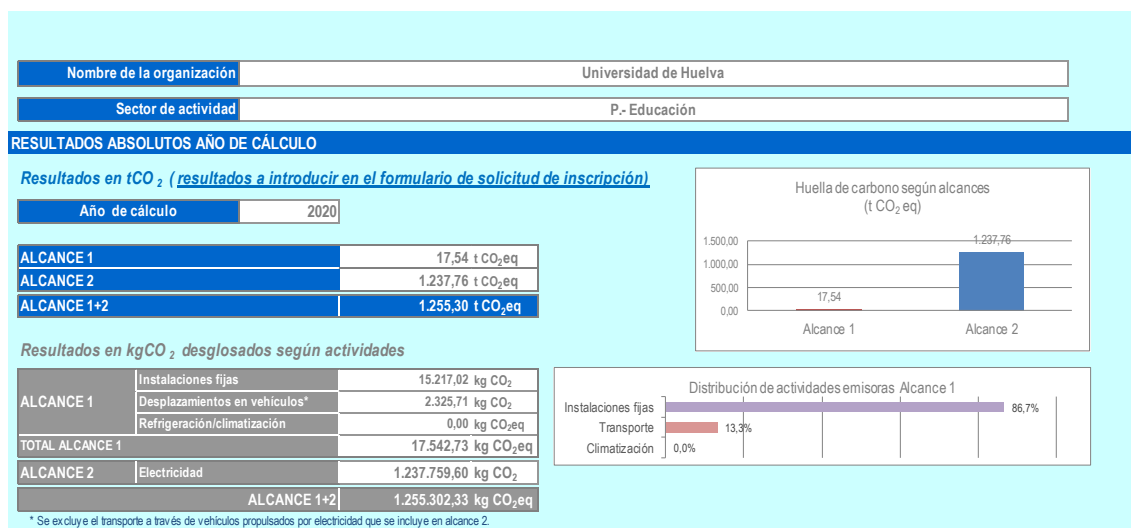 Nombre de la organización Universidad de Huelva
Sector de actividad P.- Educación
RESULTADOS ABSOLUTOS AÑO DE CÁLCULO
Resultados en tCO₂ (resultados a introducir en el formulario de solicitud de inscripción)
Año de cálculo 2020
ALCANCE 1 17,54 t CO₂eq
ALCANCE 2 1.237,76 t CO₂eq
ALCANCE 1+2 1.255,30 t CO₂eq
Huella de carbono según alcances
(t CO₂ eq)
1.500,00
1.000,00
500,00
0,00
17,54
1.237,76
Alcance 1 Alcance 2
Resultados en kgCO₂ desglosados según actividades
ALCANCE 1
Instalaciones fijas 15.217,02 kg CO₂
Desplazamientos en vehículos* 2.325,71 kg CO₂
Refrigeración/climatización 0,00 kg CO₂eq
TOTAL ALCANCE 1 17.542,73 kg CO₂eq
ALCANCE 2 Electricidad 1.237.759,60 kg CO₂
ALCANCE 1+2 1.255.302,33 kg CO₂eq
Distribución de actividades emisoras Alcance 1
Instalaciones fijas 86,7%
Transporte 13,3%
Climatización 0,0%
* Se excluye el transporte a través de vehículos propulsados por electricidad que se incluye en alcance 2.